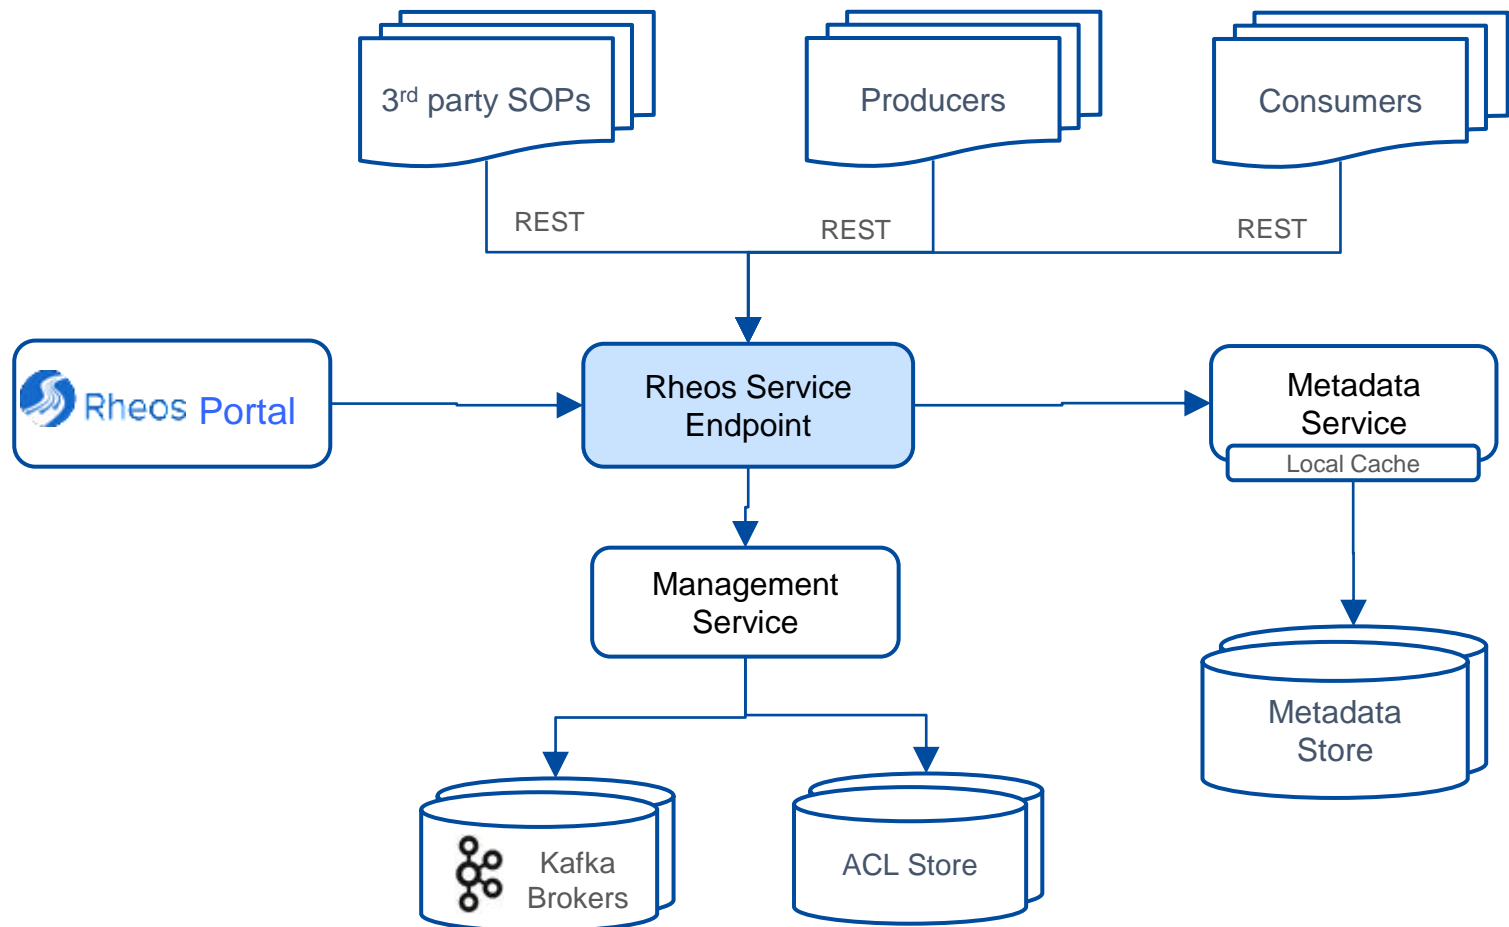 3rd party SOPs
Producers
Consumers
REST
REST
REST
Rheos Portal
Rheos Service
Endpoint
Metadata
Service
Local Cache
Management
Service
Metadata
Store
Kafka
Brokers
ACL Store